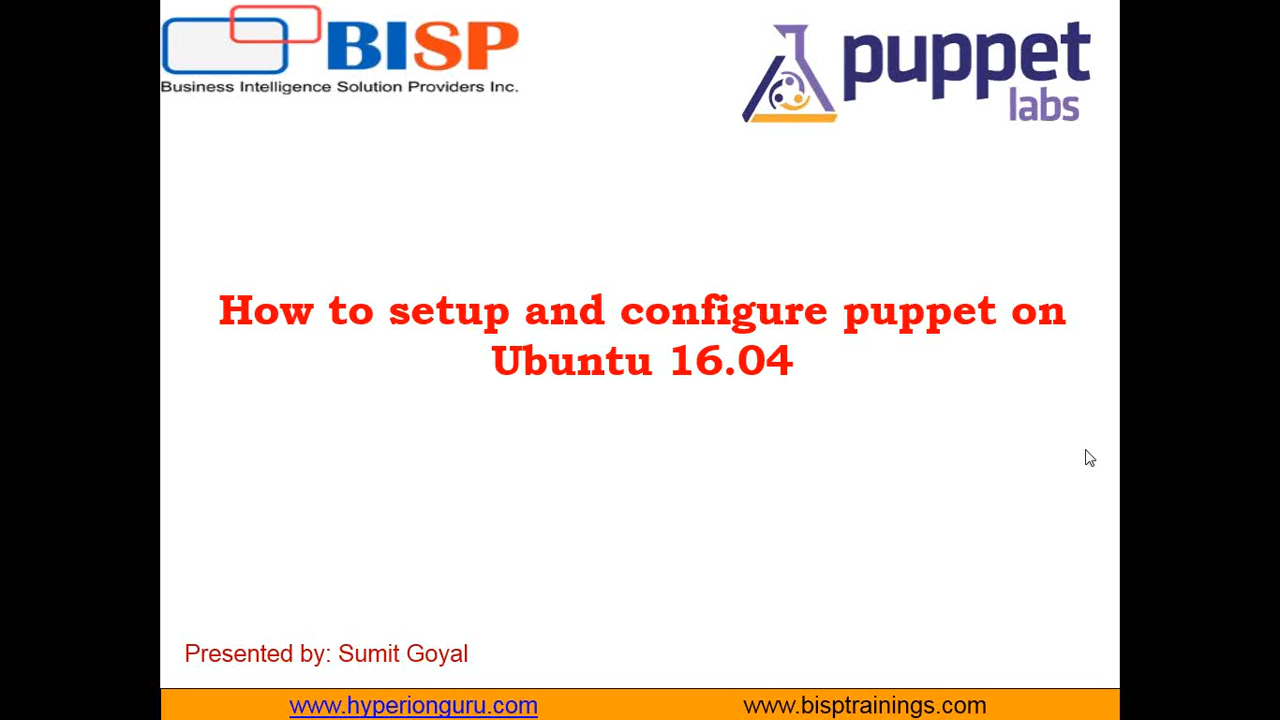 BISP
Business Intelligence Solution Providers Inc.
puppet
labs
How to setup and configure puppet on
Ubuntu 16.04
Presented by: Sumit Goyal
www.hyperionguru.com
www.bisptrainings.com